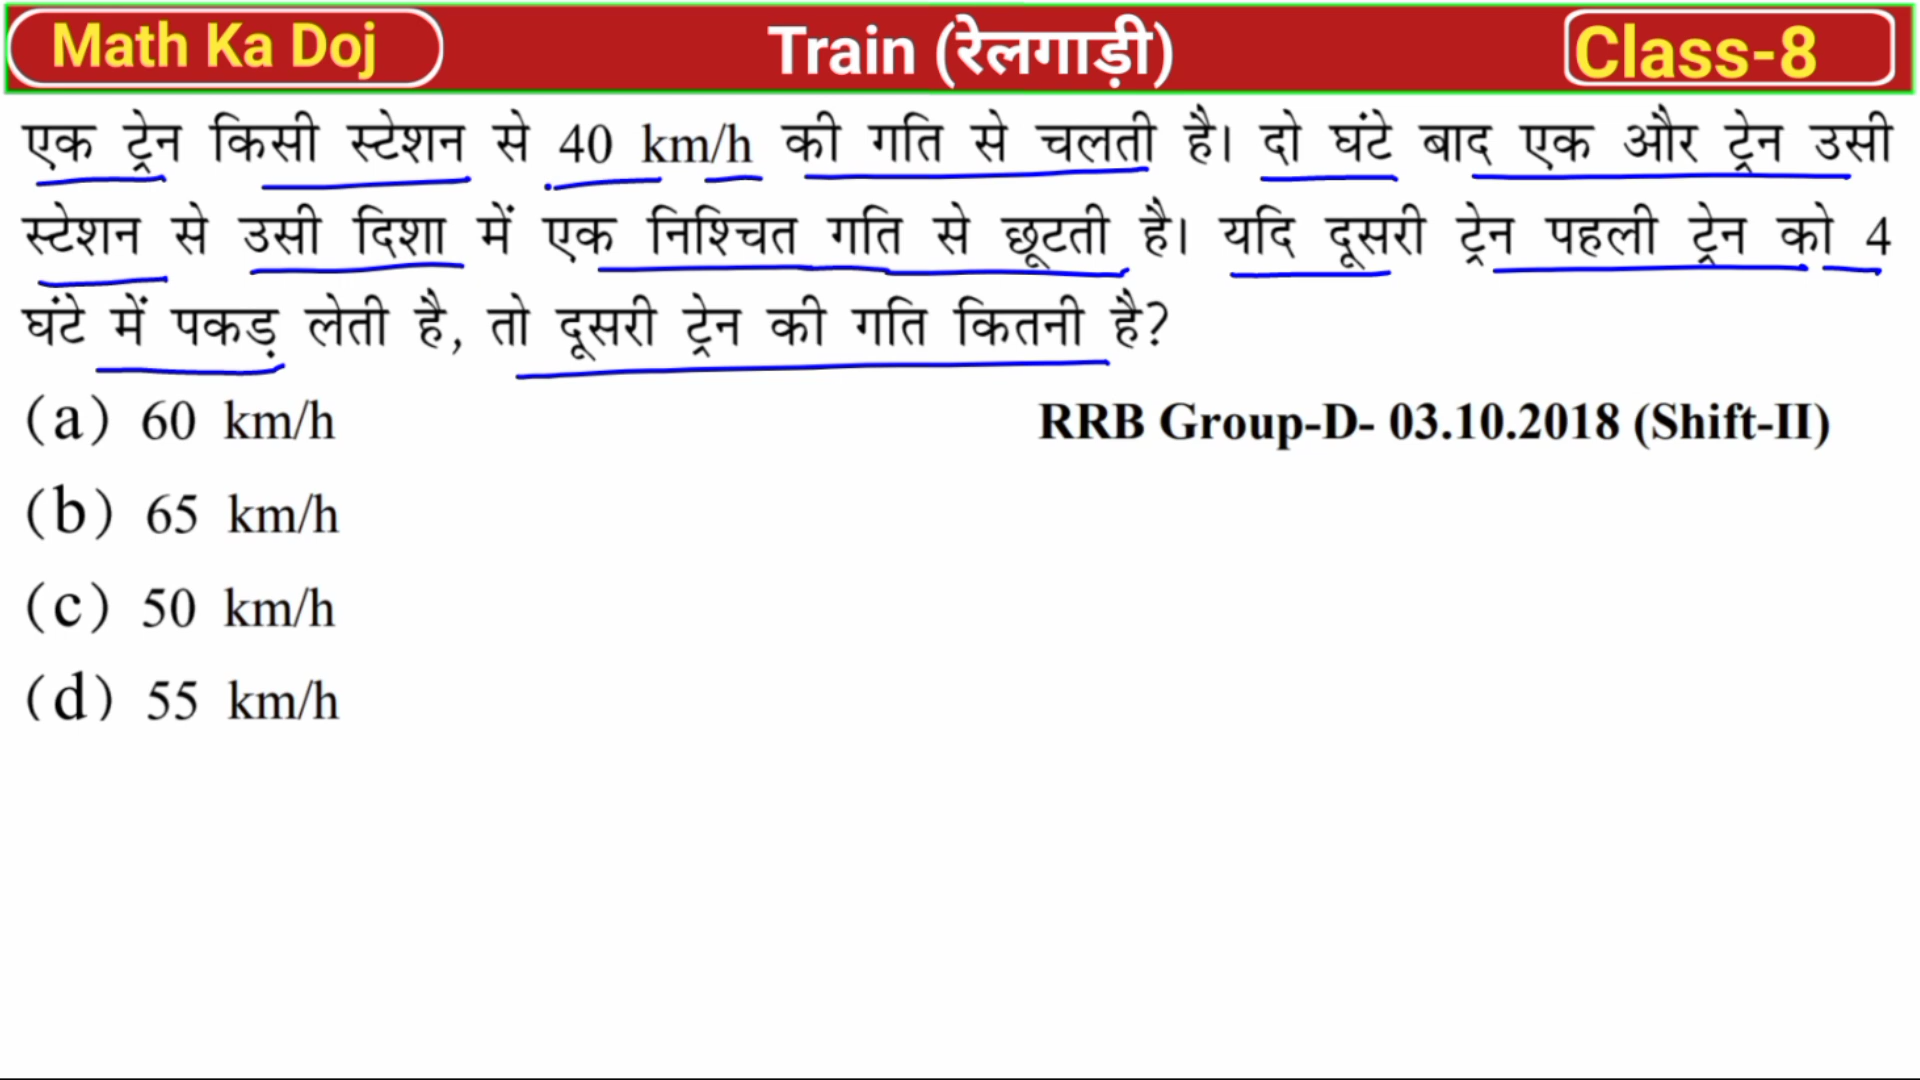 Math Ka Doj
Train (रेलगाड़ी)
Class-8
एक ट्रेन किसी स्टेशन से 40 km/h की गति से चलती है। दो घंटे बाद एक और ट्रेन उसी
स्टेशन से उसी दिशा में एक निश्चित गति से छूटती है। यदि दूसरी ट्रेन पहली ट्रेन को 4
घंटे में पकड़ लेती है, तो दूसरी ट्रेन की गति कितनी है?
(a) 60 km/h
RRB Group-D- 03.10.2018 (Shift-II)
(b) 65 km/h
(c) 50 km/h
(d) 55 km/h